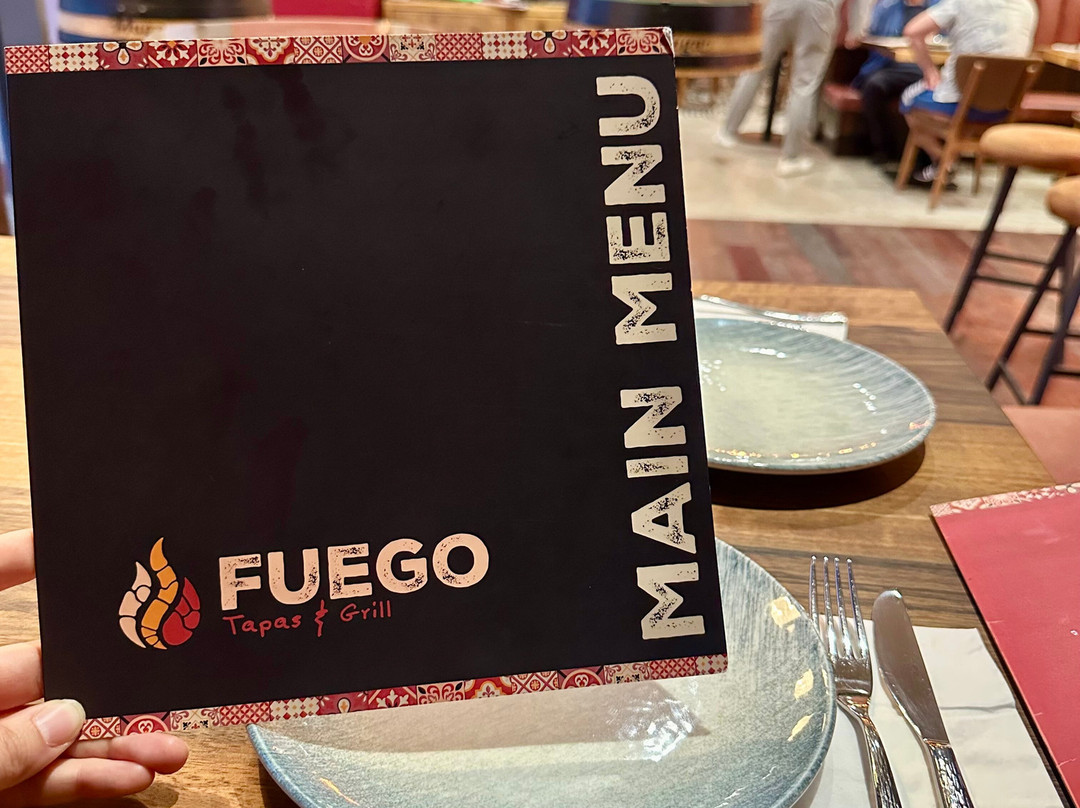 MAIN MENU
FUEGO
Tapas & Grill